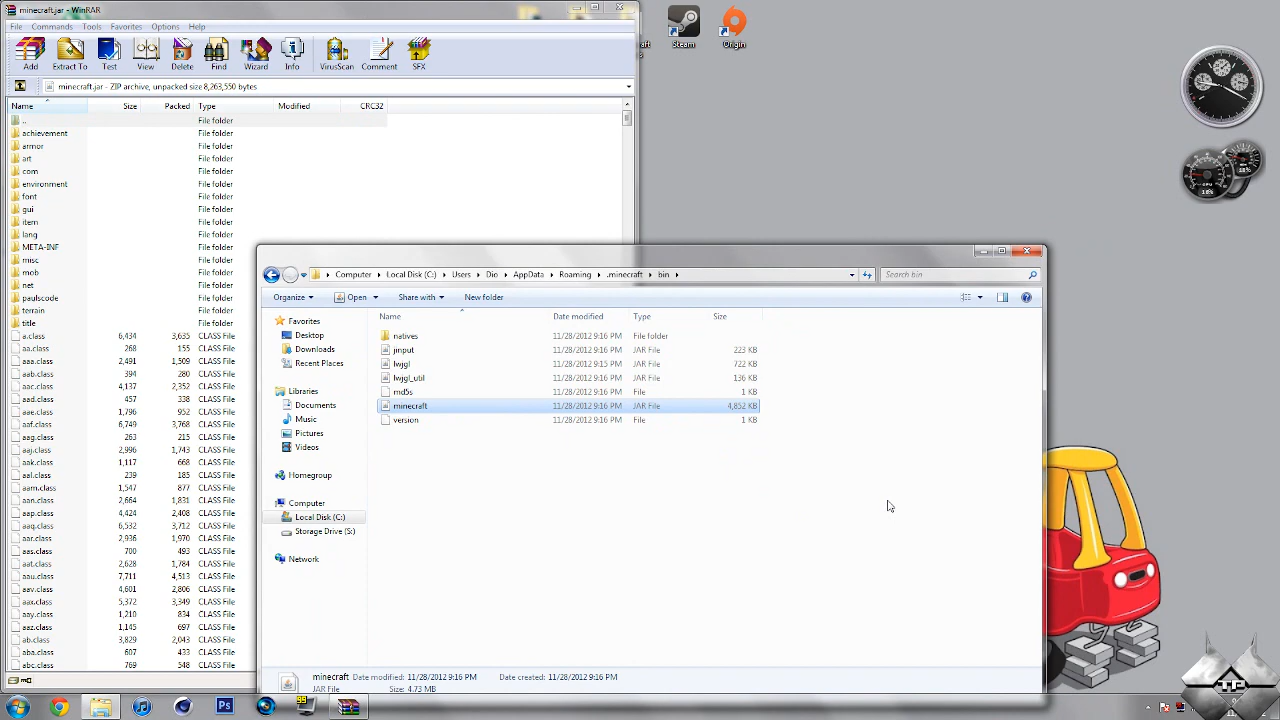 minecraft.jar - WinRAR
File Commands Tools Favorites Options Help
Add Extract To Test View Delete Find Wizard Info VirusScan Comment SFX
minecraft.jar - ZIP archive, unpacked size 8,263,550 bytes
Name Size Packed Type Modified CRC32
.. File folder
achievement File folder
armor File folder
art File folder
com File folder
environment File folder
font File folder
gui File folder
item File folder
lang File folder
META-INF File folder
misc File folder
mob File folder
net File folder
paulscode File folder
terrain File folder
title File folder
a.class 6,434 3,635 CLASS File
aa.class 268 155 CLASS File
aaa.class 2,491 1,509 CLASS File
aab.class 634 393 CLASS File
aac.class 4,137 2,352 CLASS File
aad.class 457 338 CLASS File
aae.class 1,796 952 CLASS File
aaf.class 6,749 3,768 CLASS File
aag.class 263 215 CLASS File
aaj.class 2,996 1,743 CLASS File
aak.class 1,117 668 CLASS File
aal.class 239 185 CLASS File
aam.class 1,547 877 CLASS File
aan.class 2,664 1,831 CLASS File
aap.class 4,424 2,408 CLASS File
aaq.class 6,532 3,712 CLASS File
aar.class 2,936 1,970 CLASS File
aas.class 700 493 CLASS File
aat.class 2,628 1,784 CLASS File
aau.class 7,711 4,513 CLASS File
aav.class 4,601 2,806 CLASS File
aax.class 5,372 3,349 CLASS File
aay.class 1,210 834 CLASS File
aaz.class 1,145 697 CLASS File
ab.class 3,829 2,043 CLASS File
aba.class 607 433 CLASS File
abc.class 769 548 CLASS File
Steam Origin
Computer Local Disk (C:) Users Dio AppData Roaming .minecraft bin Search bin
Organize Open Share with New folder
Favorites
Desktop
Downloads
Recent Places
Libraries
Documents
Music
Pictures
Videos
Homegroup
Computer
Local Disk (C:)
Storage Drive (S:)
Network
Name Date modified Type Size
natives 11/28/2012 9:16 PM File folder
jinput 11/28/2012 9:16 PM JAR File 223 KB
lwjgl 11/28/2012 9:15 PM JAR File 722 KB
lwjgl_util 11/28/2012 9:16 PM JAR File 136 KB
md5s 11/28/2012 9:16 PM File 1 KB
minecraft 11/28/2012 9:16 PM JAR File 4,852 KB
version 11/28/2012 9:16 PM File 1 KB
minecraft Date modified: 11/28/2012 9:16 PM Date created: 11/28/2012 9:16 PM
JAR File Size: 4.73 MB
Ps